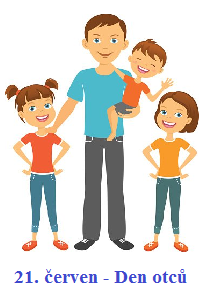 21. červen - Den otců